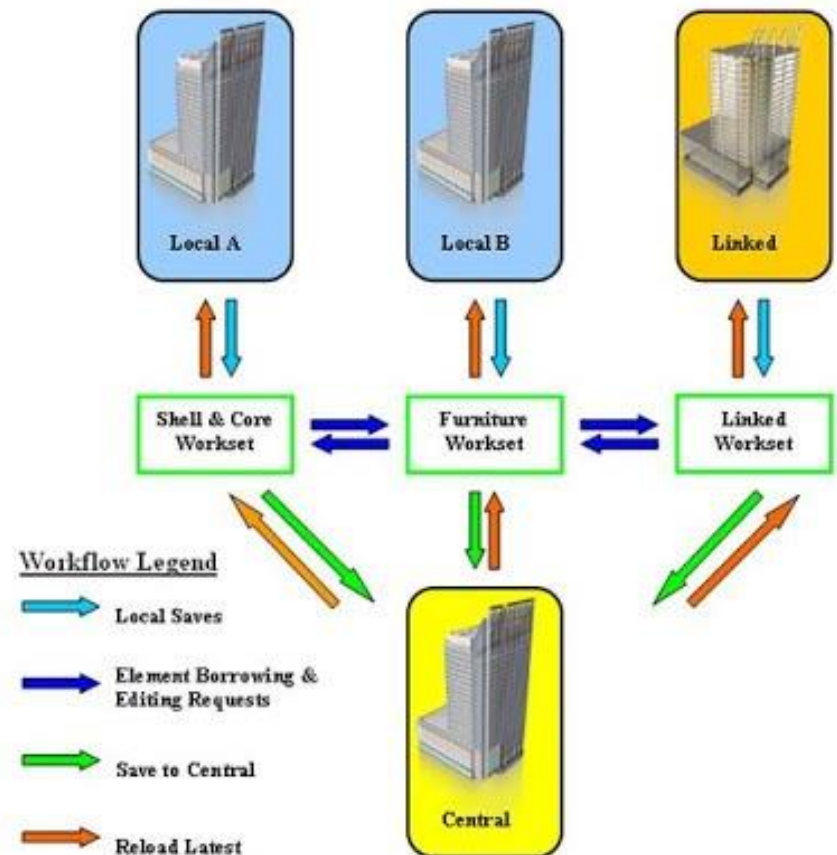 Local A
Local B
Linked
Shell & Core
Workset
Furniture
Workset
Linked
Workset
Workflow Legend
Local Saves
Element Borrowing &
Editing Requests
Save to Central
Reload Latest
Central